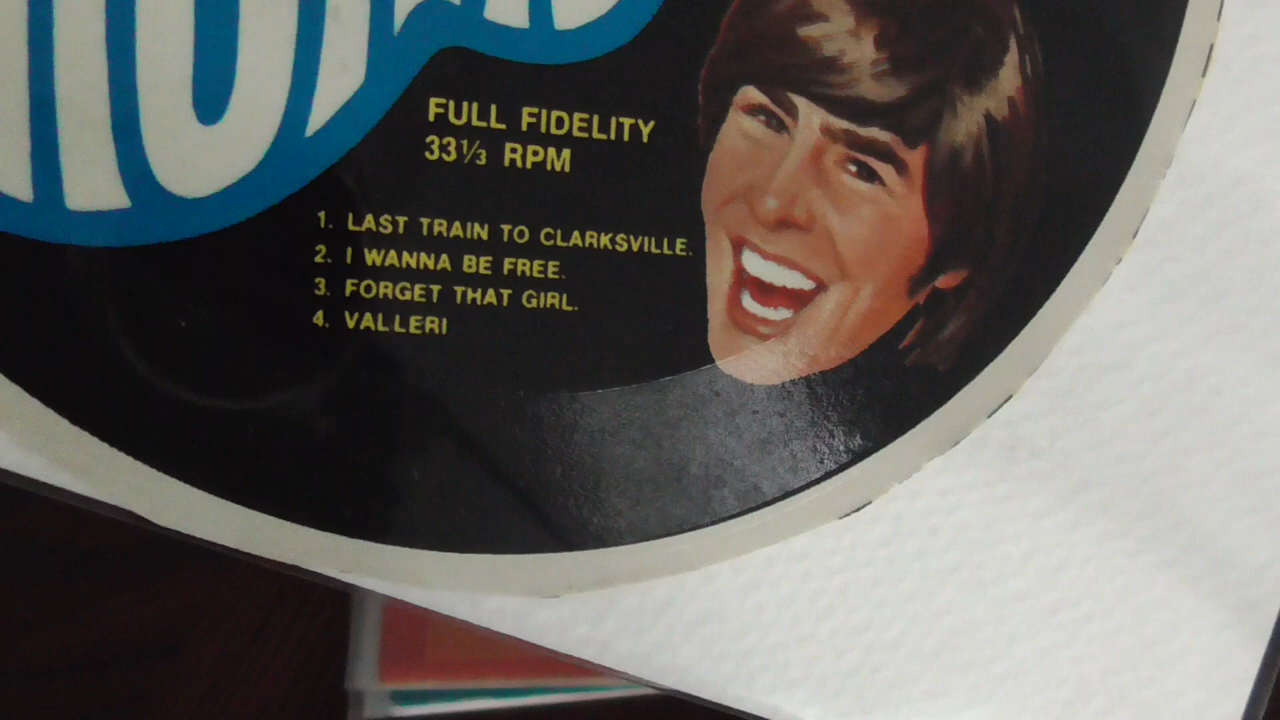 FULL FIDELITY
33⅓ RPM
1. LAST TRAIN TO CLARKSVILLE.
2. I WANNA BE FREE.
3. FORGET THAT GIRL.
4. VALLERI